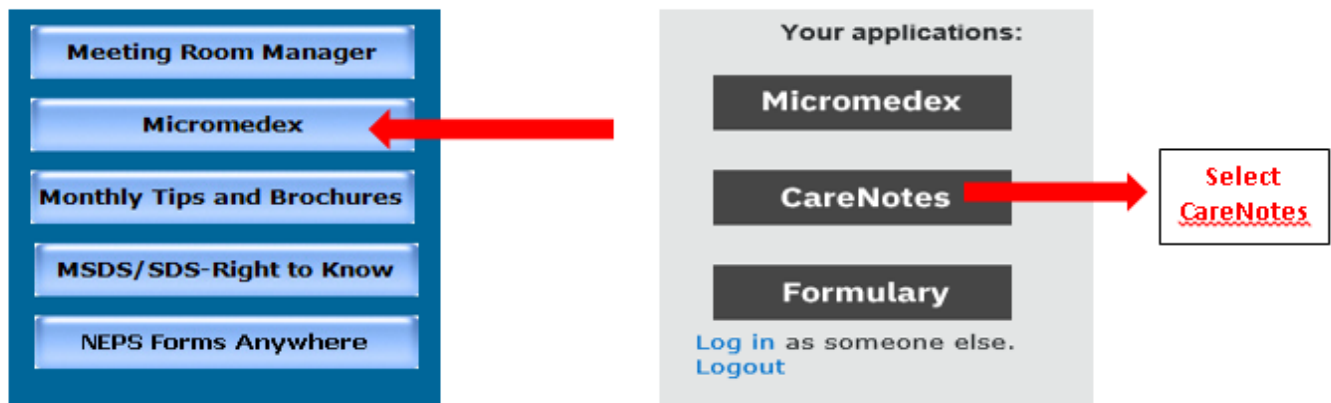 Meeting Room Manager
Micromedex
Monthly Tips and Brochures
MSDS/SDS-Right to Know
NEPS Forms Anywhere
Your applications:
Micromedex
CareNotes
Formulary
Log in as someone else.
Logout
Select
CareNotes